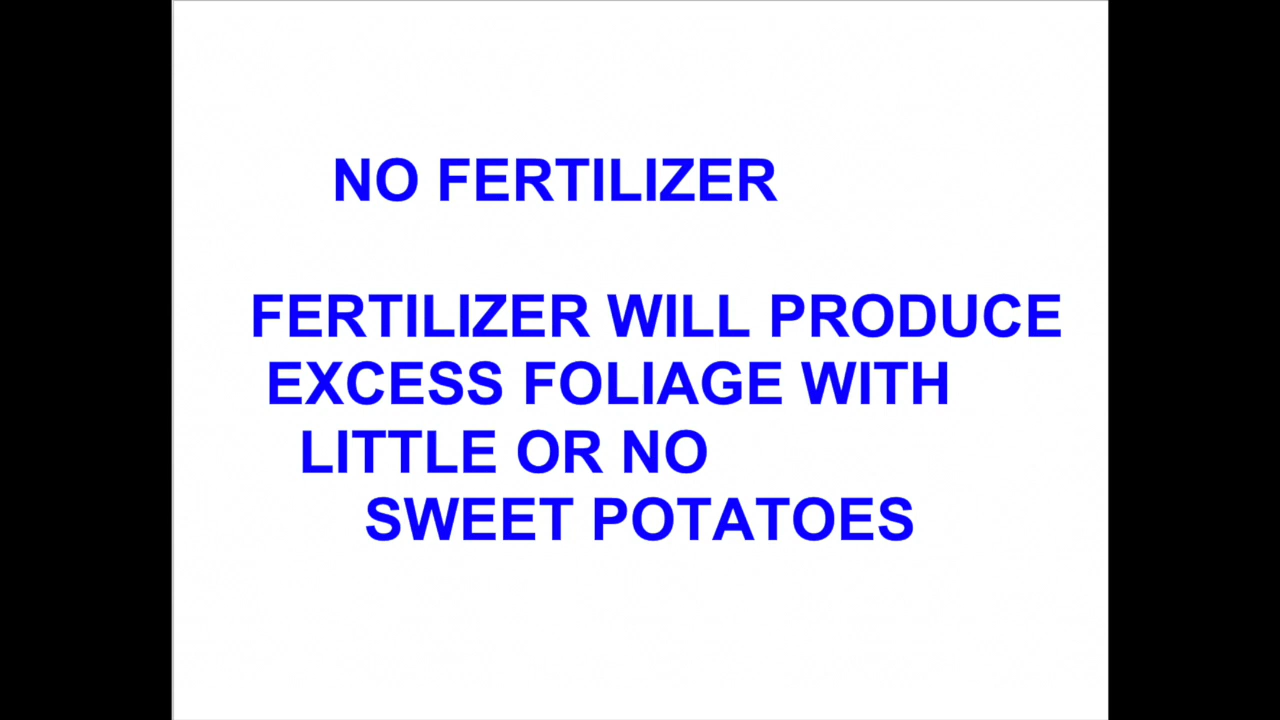 NO FERTILIZER
FERTILIZER WILL PRODUCE
EXCESS FOLIAGE WITH
LITTLE OR NO
SWEET POTATOES